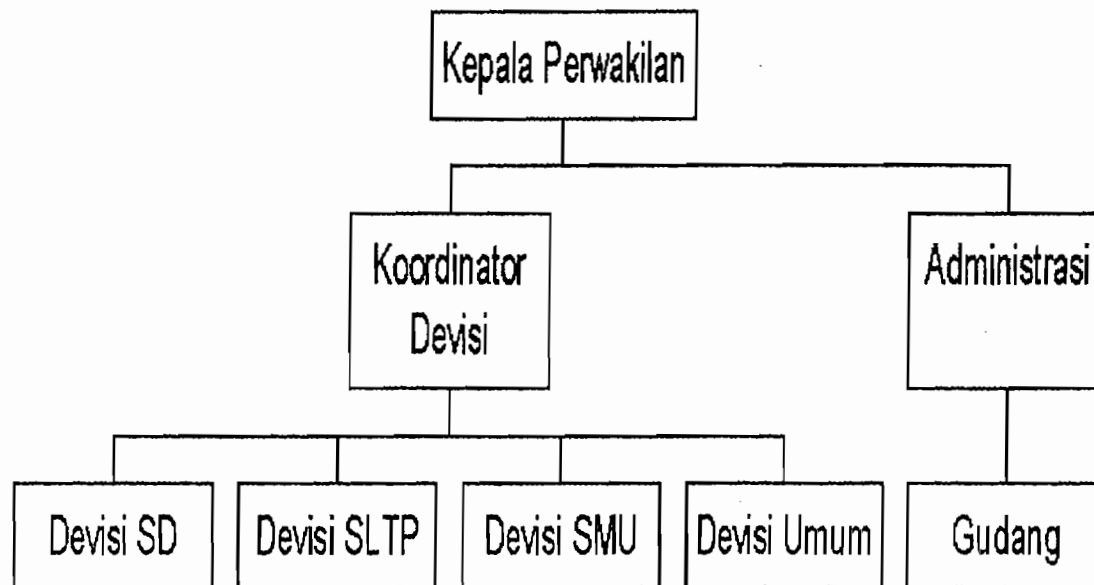 Kepala Perwakilan
Koordinator
Devisi
Administrasi
Devisi SD
Devisi SLTP
Devisi SMU
Devisi Umum
Gudang